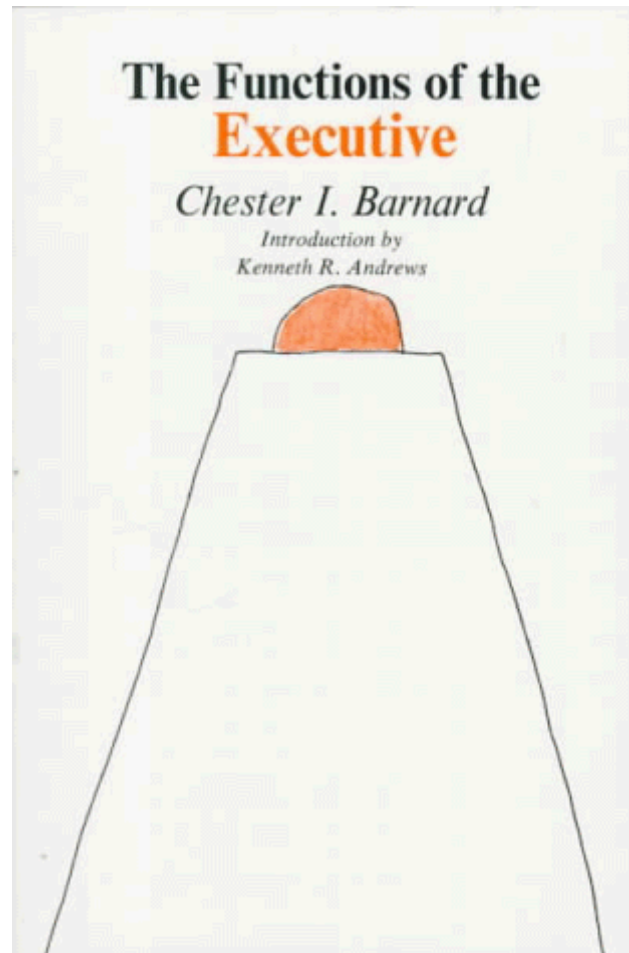 The Functions of the
Executive
Chester I. Barnard
Introduction by
Kenneth R. Andrews